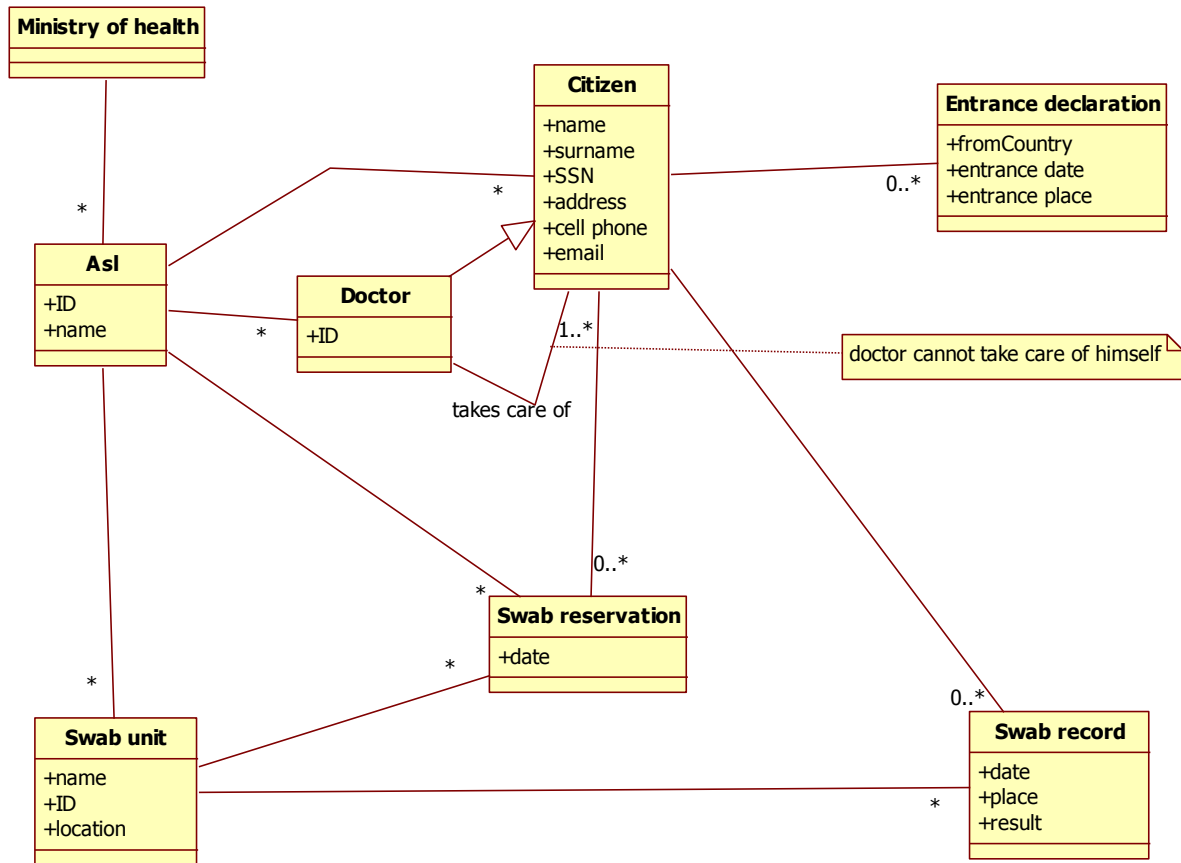 Ministry of health
Citizen
+name
+surname
+SSN
+address
+cell phone
+email
Entrance declaration
+fromCountry
+entrance date
+entrance place
0..*
*
*
Asl
+ID
+name
Doctor
+ID
*
1..*
takes care of
doctor cannot take care of himself
0..*
*
Swab reservation
+date
*
*
Swab unit
+name
+ID
+location
0..*
Swab record
+date
+place
+result
*